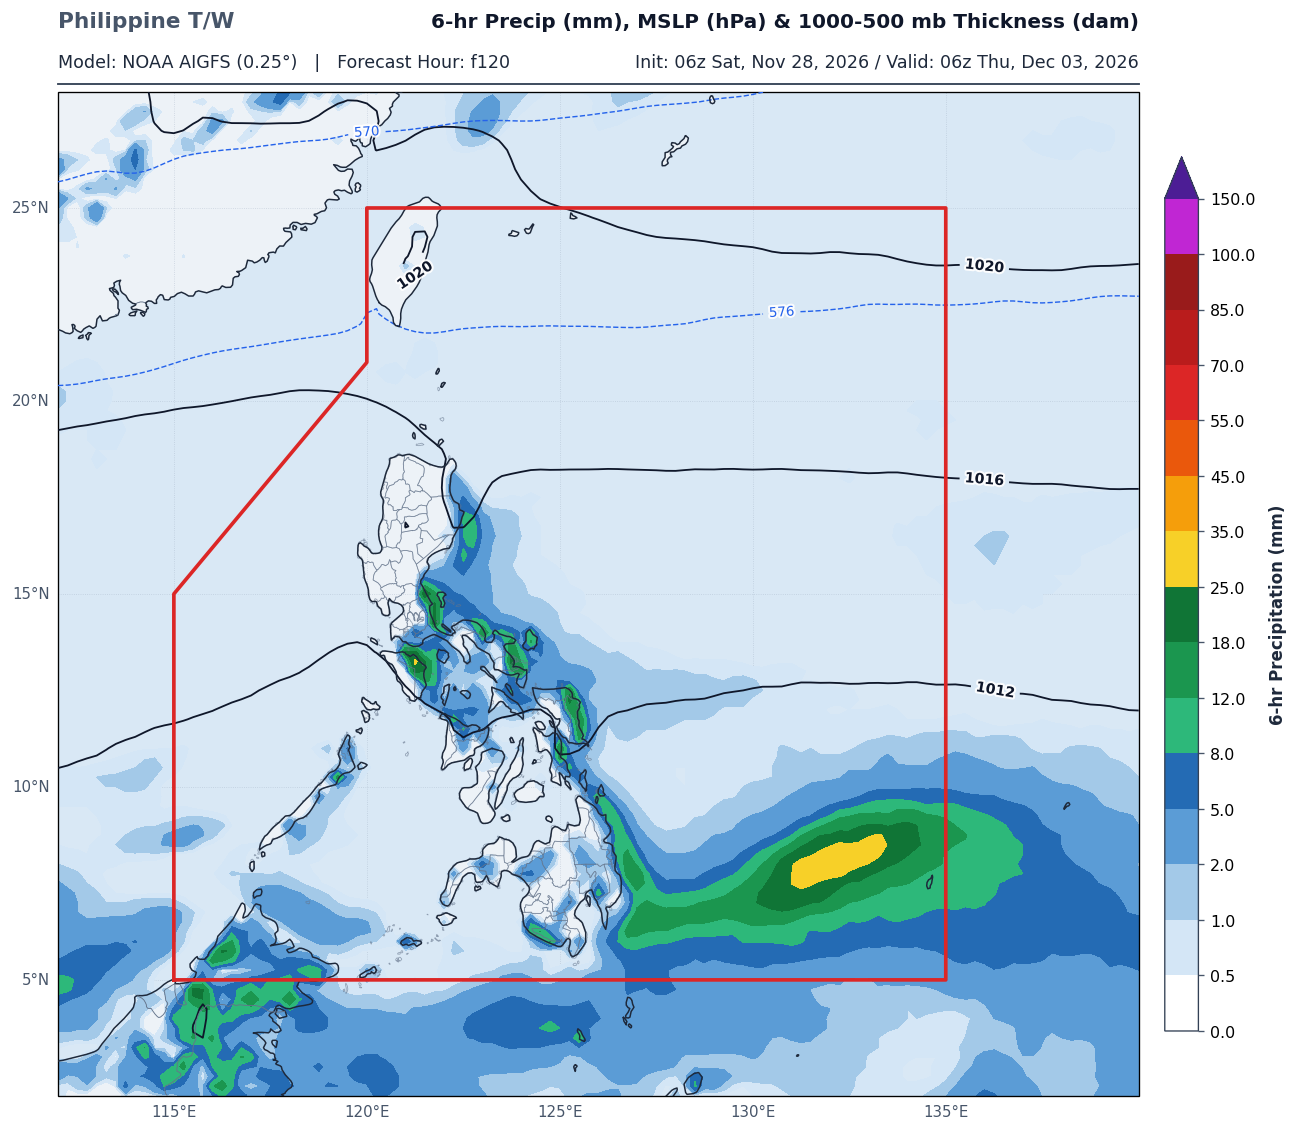 Philippine T/W
6-hr Precip (mm), MSLP (hPa) & 1000-500 mb Thickness (dam)
Model: NOAA AIGFS (0.25°) | Forecast Hour: f120
Init: 06z Sat, Nov 28, 2026 / Valid: 06z Thu, Dec 03, 2026
570
25°N
1020
1020
576
20°N
1016
15°N
1012
10°N
5°N
115°E
120°E
125°E
130°E
135°E
150.0
100.0
85.0
70.0
55.0
45.0
35.0
25.0
18.0
12.0
8.0
5.0
2.0
1.0
0.5
0.0
6-hr Precipitation (mm)